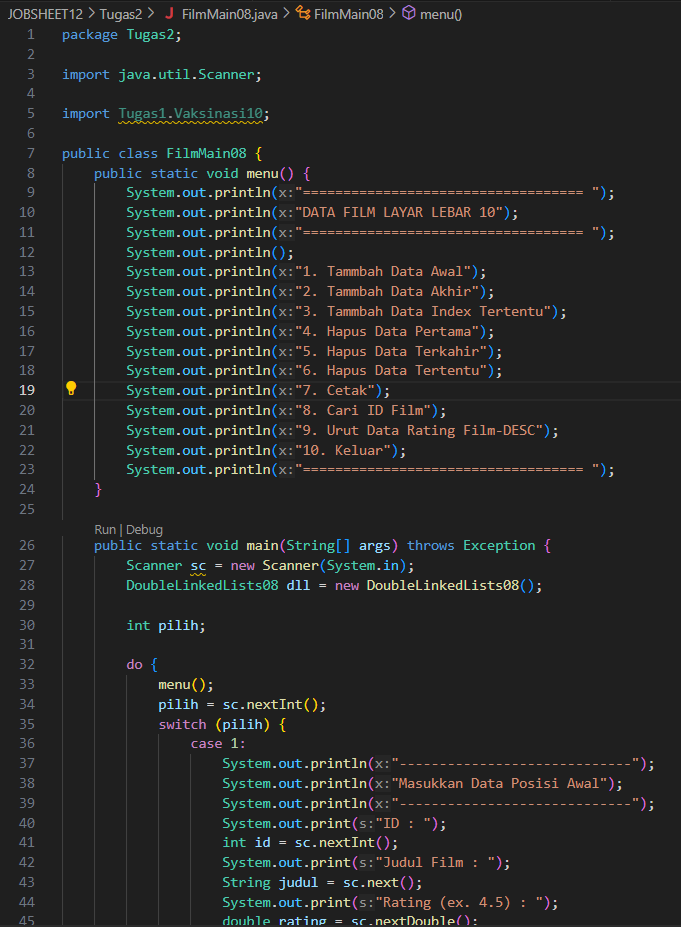 JOBSHEET12 > Tugas2 > J FilmMain08.java > FilmMain08 > menu()
1 package Tugas2;
2
3 import java.util.Scanner;
4
5 import Tugas1.Vaksinasi10;
6
7 public class FilmMain08 {
8 public static void menu() {
9 System.out.println(x:"=================================== ");
10 System.out.println(x:"DATA FILM LAYAR LEBAR 10");
11 System.out.println(x:"=================================== ");
12 System.out.println();
13 System.out.println(x:"1. Tammbah Data Awal");
14 System.out.println(x:"2. Tammbah Data Akhir");
15 System.out.println(x:"3. Tammbah Data Index Tertentu");
16 System.out.println(x:"4. Hapus Data Pertama");
17 System.out.println(x:"5. Hapus Data Terkahir");
18 System.out.println(x:"6. Hapus Data Tertentu");
19 System.out.println(x:"7. Cetak");
20 System.out.println(x:"8. Cari ID Film");
21 System.out.println(x:"9. Urut Data Rating Film-DESC");
22 System.out.println(x:"10. Keluar");
23 System.out.println(x:"=================================== ");
24 }
25
Run | Debug
26 public static void main(String[] args) throws Exception {
27 Scanner sc = new Scanner(System.in);
28 DoubleLinkedLists08 dll = new DoubleLinkedLists08();
29
30 int pilih;
31
32 do {
33 menu();
34 pilih = sc.nextInt();
35 switch (pilih) {
36 case 1:
37 System.out.println(x:"-----------------------------");
38 System.out.println(x:"Masukkan Data Posisi Awal");
39 System.out.println(x:"-----------------------------");
40 System.out.print(s:"ID : ");
41 int id = sc.nextInt();
42 System.out.print(s:"Judul Film : ");
43 String judul = sc.next();
44 System.out.print(s:"Rating (ex. 4.5) : ");
45 double rating = sc.nextDouble();